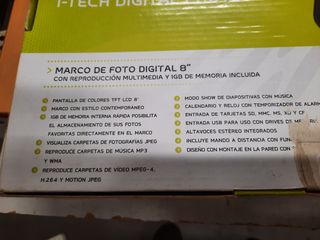 I-TECH DIGITAL
MARCO DE FOTO DIGITAL 8"
CON REPRODUCCIÓN MULTIMEDIA Y 1GB DE MEMORIA INCLUIDA
PANTALLA DE COLORES TFT LCD 8"
MARCO CON ESTILO CONTEMPORÁNEO
1GB DE MEMORIA INTERNA RÁPIDA POSIBILITA
EL ALMACENAMIENTO DE SUS FOTOS
FAVORITAS DIRECTAMENTE EN EL MARCO
VISUALIZA CARPETAS DE FOTOGRAFÍAS JPEG
REPRODUCE CARPETAS DE MÚSICA MP3
Y WMA
REPRODUCE CARPETAS DE VÍDEO MPEG-4,
H.264 Y MOTION JPEG
MODO SHOW DE DIAPOSITIVAS CON MÚSICA
CALENDARIO Y RELOJ CON TEMPORIZADOR DE ALARM
ENTRADA DE TARJETAS SD, MMC, MS, XD Y CF
ENTRADA USB PARA USO CON DRIVES DE
ALTAVOCES ESTÉREO INTEGRADOS
INCLUYE MANDO A DISTANCIA CON
DISEÑO CON MONTAJE EN LA PARED CON